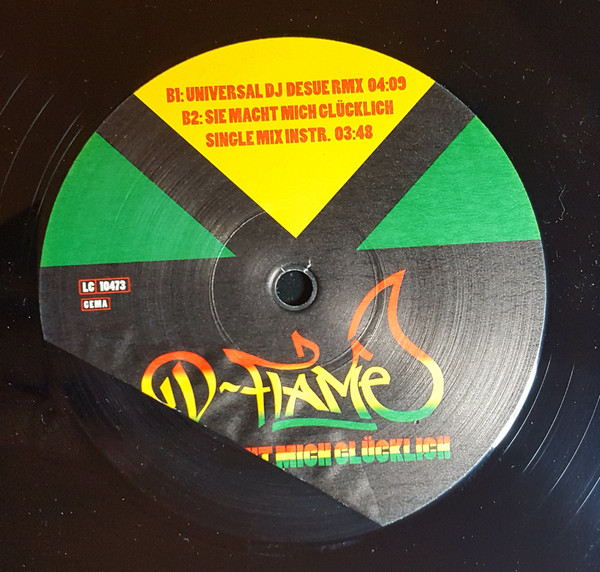 B1: UNIVERSAL DJ DESUE RMX 04:09
B2: SIE MACHT MICH GLÜCKLICH
SINGLE MIX INSTR. 03:48
LC 10473
GEMA
D-FLAME
HT MICH GLÜCKLICH